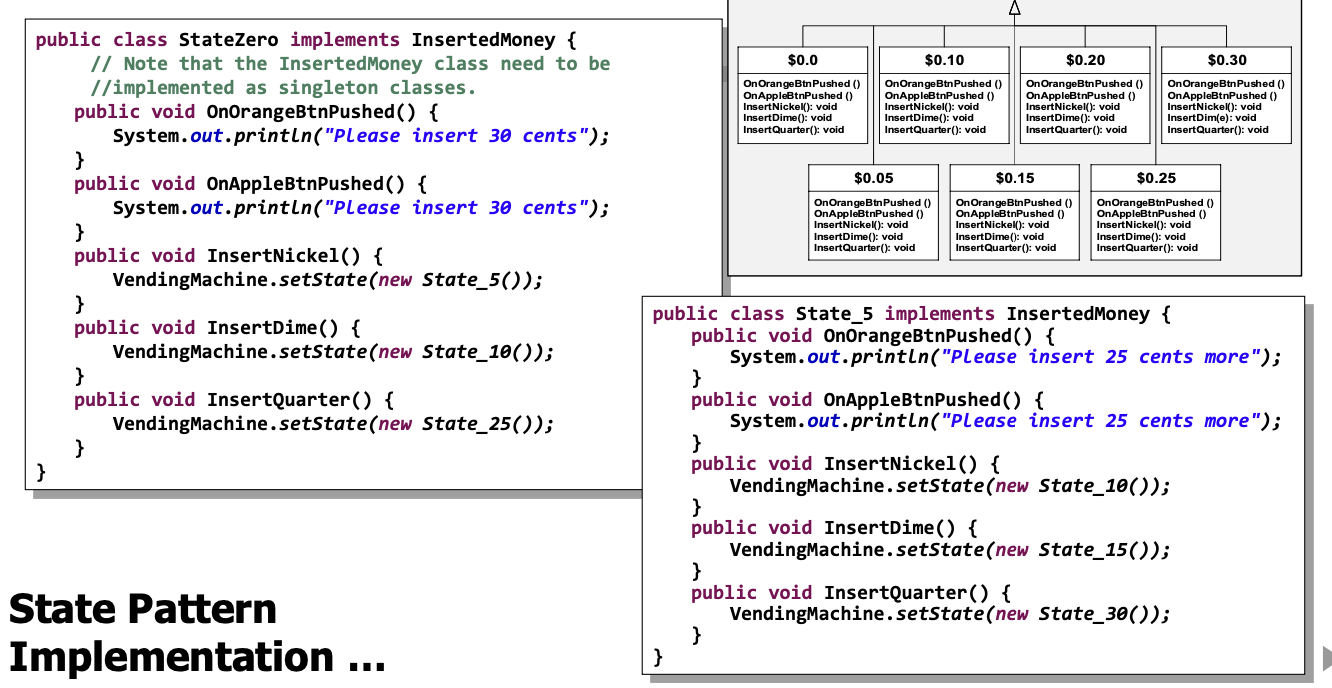 public class StateZero implements InsertedMoney {
// Note that the InsertedMoney class need to be
//implemented as singleton classes.
public void OnOrangeBtnPushed() {
System.out.println("Please insert 30 cents");
}
public void OnAppleBtnPushed() {
System.out.println("Please insert 30 cents");
}
public void InsertNickel() {
VendingMachine.setState(new State_5());
}
public void InsertDime() {
VendingMachine.setState(new State_10());
}
public void InsertQuarter() {
VendingMachine.setState(new State_25());
}
}
$0.0
OnOrangeBtnPushed ()
OnAppleBtnPushed ()
InsertNickel(): void
InsertDime(): void
InsertQuarter(): void
$0.10
OnOrangeBtnPushed ()
OnAppleBtnPushed ()
InsertNickel(): void
InsertDime(): void
InsertQuarter(): void
$0.20
OnOrangeBtnPushed ()
OnAppleBtnPushed ()
InsertNickel(): void
InsertDime(): void
InsertQuarter(): void
$0.30
OnOrangeBtnPushed ()
OnAppleBtnPushed ()
InsertNickel(): void
InsertDim(e): void
InsertQuarter(): void
$0.05
OnOrangeBtnPushed ()
OnAppleBtnPushed ()
InsertNickel(): void
InsertDime(): void
InsertQuarter(): void
$0.15
OnOrangeBtnPushed ()
OnAppleBtnPushed ()
InsertNickel(): void
InsertDime(): void
InsertQuarter(): void
$0.25
OnOrangeBtnPushed ()
OnAppleBtnPushed ()
InsertNickel(): void
InsertDime(): void
InsertQuarter(): void
public class State_5 implements InsertedMoney {
public void OnOrangeBtnPushed() {
System.out.println("Please insert 25 cents more");
}
public void OnAppleBtnPushed() {
System.out.println("Please insert 25 cents more");
}
public void InsertNickel() {
VendingMachine.setState(new State_10());
}
public void InsertDime() {
VendingMachine.setState(new State_15());
}
public void InsertQuarter() {
VendingMachine.setState(new State_30());
}
}
State Pattern
Implementation ...